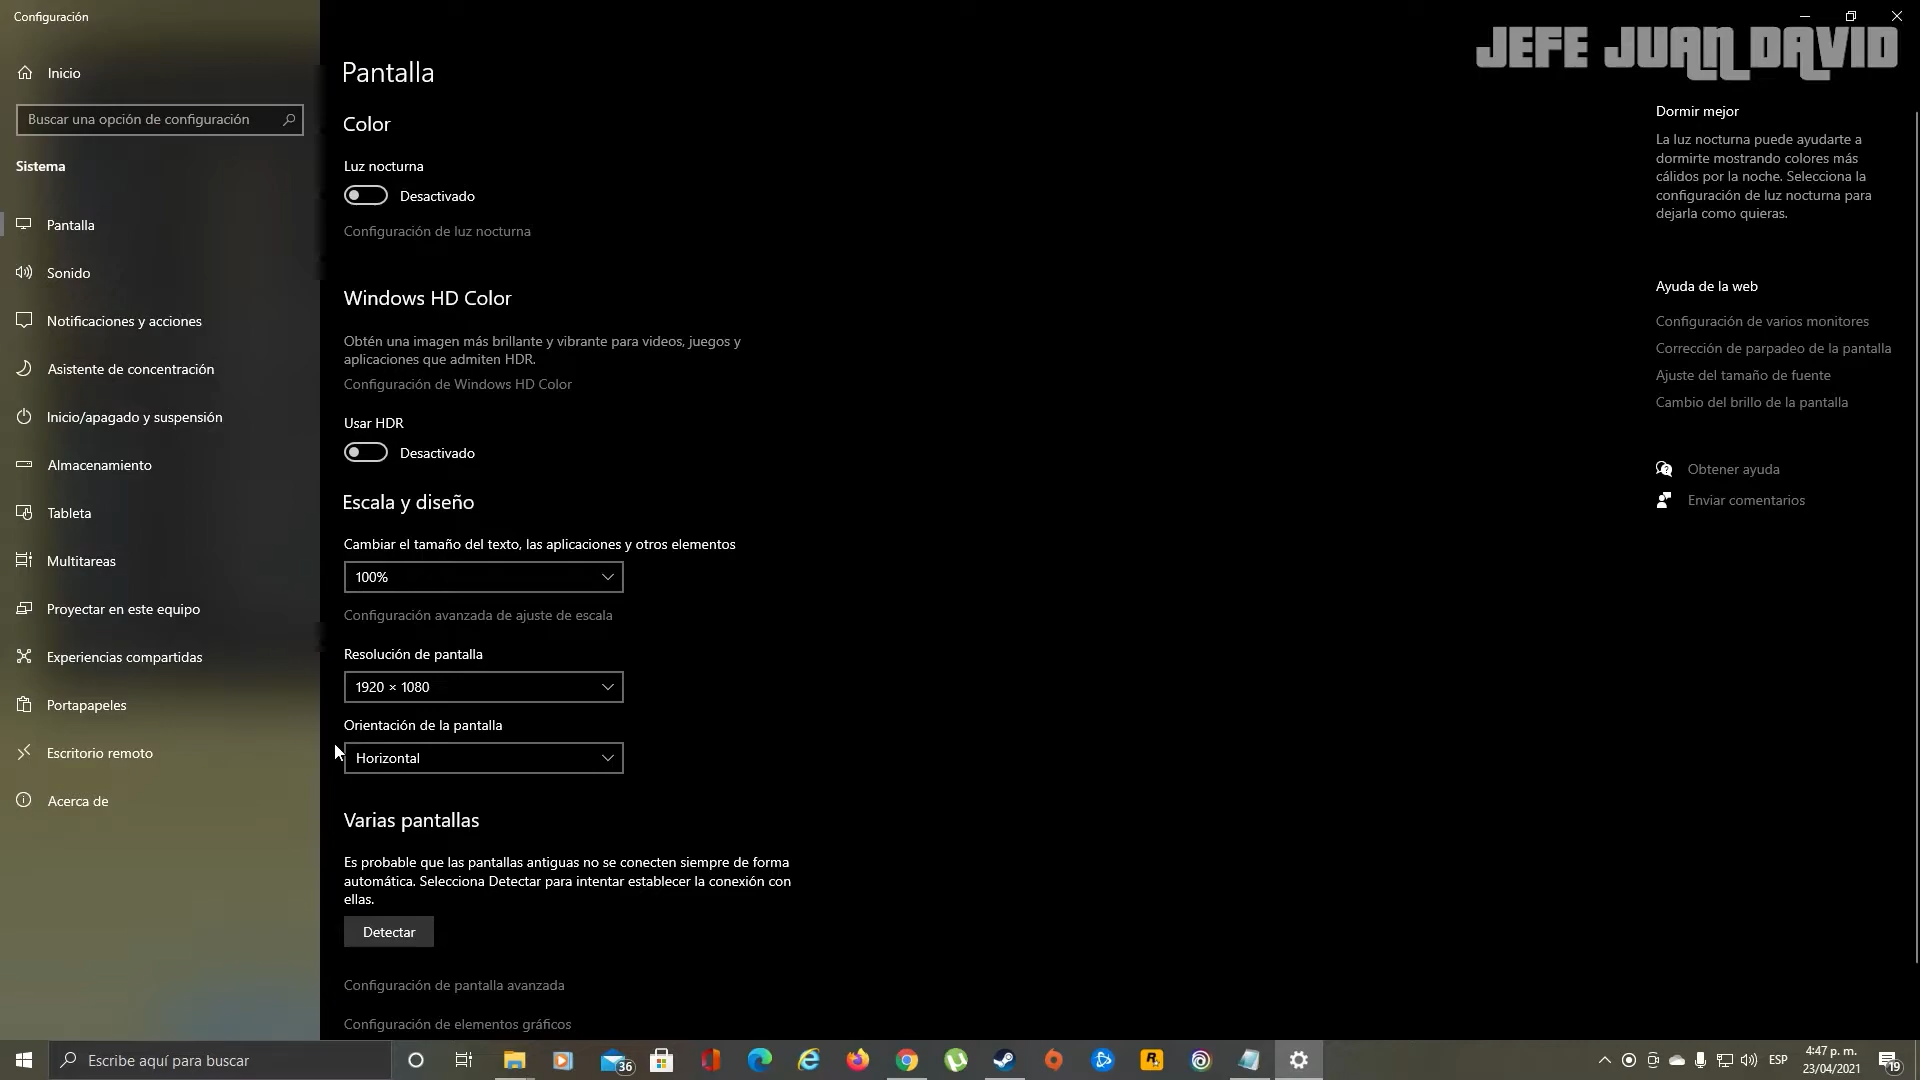 Configuración
JEFE JUAN DAVID
Inicio
Buscar una opción de configuración
Sistema
Pantalla
Sonido
Notificaciones y acciones
Asistente de concentración
Inicio/apagado y suspensión
Almacenamiento
Tableta
Multitareas
Proyectar en este equipo
Experiencias compartidas
Portapapeles
Escritorio remoto
Acerca de
Pantalla
Color
Luz nocturna
Desactivado
Configuración de luz nocturna
Windows HD Color
Obtén una imagen más brillante y vibrante para videos, juegos y
aplicaciones que admiten HDR.
Configuración de Windows HD Color
Usar HDR
Desactivado
Escala y diseño
Cambiar el tamaño del texto, las aplicaciones y otros elementos
100%
Configuración avanzada de ajuste de escala
Resolución de pantalla
1920 × 1080
Orientación de la pantalla
Horizontal
Varias pantallas
Es probable que las pantallas antiguas no se conecten siempre de forma
automática. Selecciona Detectar para intentar establecer la conexión con
ellas.
Detectar
Configuración de pantalla avanzada
Configuración de elementos gráficos
Dormir mejor
La luz nocturna puede ayudarte a
dormirte mostrando colores más
cálidos por la noche. Selecciona la
configuración de luz nocturna para
dejarla como quieras.
Ayuda de la web
Configuración de varios monitores
Corrección de parpadeo de la pantalla
Ajuste del tamaño de fuente
Cambio del brillo de la pantalla
Obtener ayuda
Enviar comentarios
Escribe aquí para buscar
36
R
ESP
4:47 p. m.
23/04/2021
19